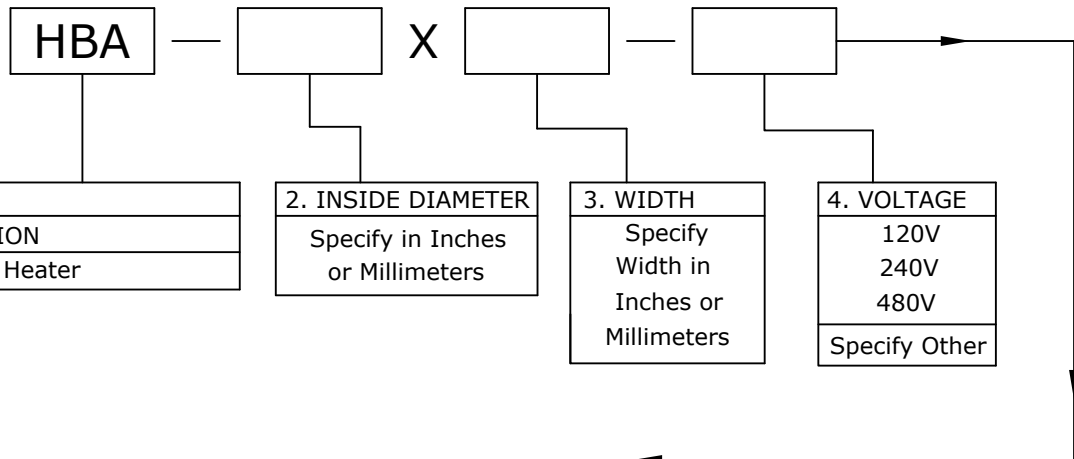 HBA — X —
2. INSIDE DIAMETER
Specify in Inches
or Millimeters
3. WIDTH
Specify
Width in
Inches or
Millimeters
4. VOLTAGE
120V
240V
480V
Specify Other
ION
Heater